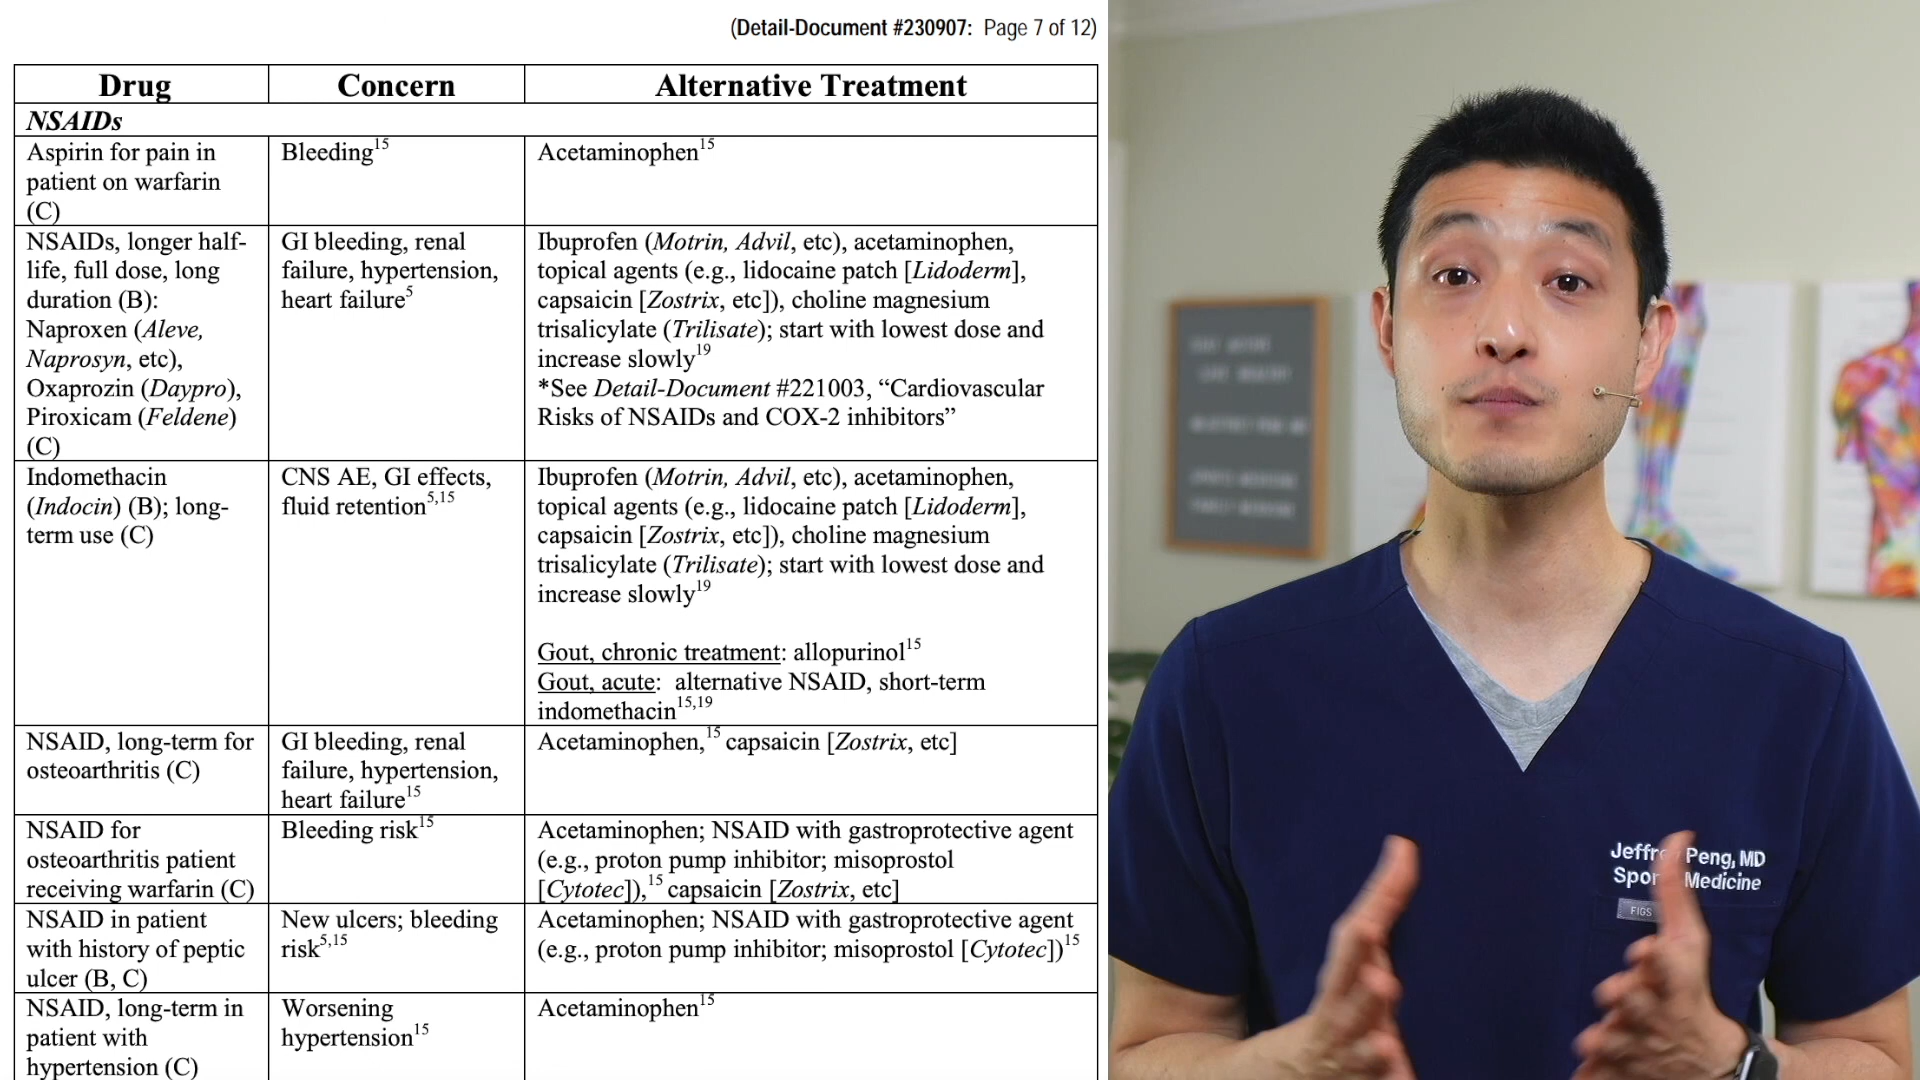 (Detail-Document #230907: Page 7 of 12)
Drug
Concern
Alternative Treatment
NSAIDs
Aspirin for pain in
patient on warfarin
(C)
Bleeding15
Acetaminophen15
NSAIDs, longer half-
life, full dose, long
duration (B):
Naproxen (Aleve,
Naprosyn, etc),
Oxaprozin (Daypro),
Piroxicam (Feldene)
(C)
GI bleeding, renal
failure, hypertension,
heart failure5
Ibuprofen (Motrin, Advil, etc), acetaminophen,
topical agents (e.g., lidocaine patch [Lidoderm],
capsaicin [Zostrix, etc]), choline magnesium
trisalicylate (Trilisate); start with lowest dose and
increase slowly19
*See Detail-Document #221003, “Cardiovascular
Risks of NSAIDs and COX-2 inhibitors”
Indomethacin
(Indocin) (B); long-
term use (C)
CNS AE, GI effects,
fluid retention5,15
Ibuprofen (Motrin, Advil, etc), acetaminophen,
topical agents (e.g., lidocaine patch [Lidoderm],
capsaicin [Zostrix, etc]), choline magnesium
trisalicylate (Trilisate); start with lowest dose and
increase slowly19
Gout, chronic treatment: allopurinol15
Gout, acute: alternative NSAID, short-term
indomethacin15,19
NSAID, long-term for
osteoarthritis (C)
GI bleeding, renal
failure, hypertension,
heart failure15
Acetaminophen,15 capsaicin [Zostrix, etc]
NSAID for
osteoarthritis patient
receiving warfarin (C)
Bleeding risk15
Acetaminophen; NSAID with gastroprotective agent
(e.g., proton pump inhibitor; misoprostol
[Cytotec]),15 capsaicin [Zostrix, etc]
NSAID in patient
with history of peptic
ulcer (B, C)
New ulcers; bleeding
risk5,15
Acetaminophen; NSAID with gastroprotective agent
(e.g., proton pump inhibitor; misoprostol [Cytotec])15
NSAID, long-term in
patient with
hypertension (C)
Worsening
hypertension15
Acetaminophen15
Peng, MD
Medicine
FIGS